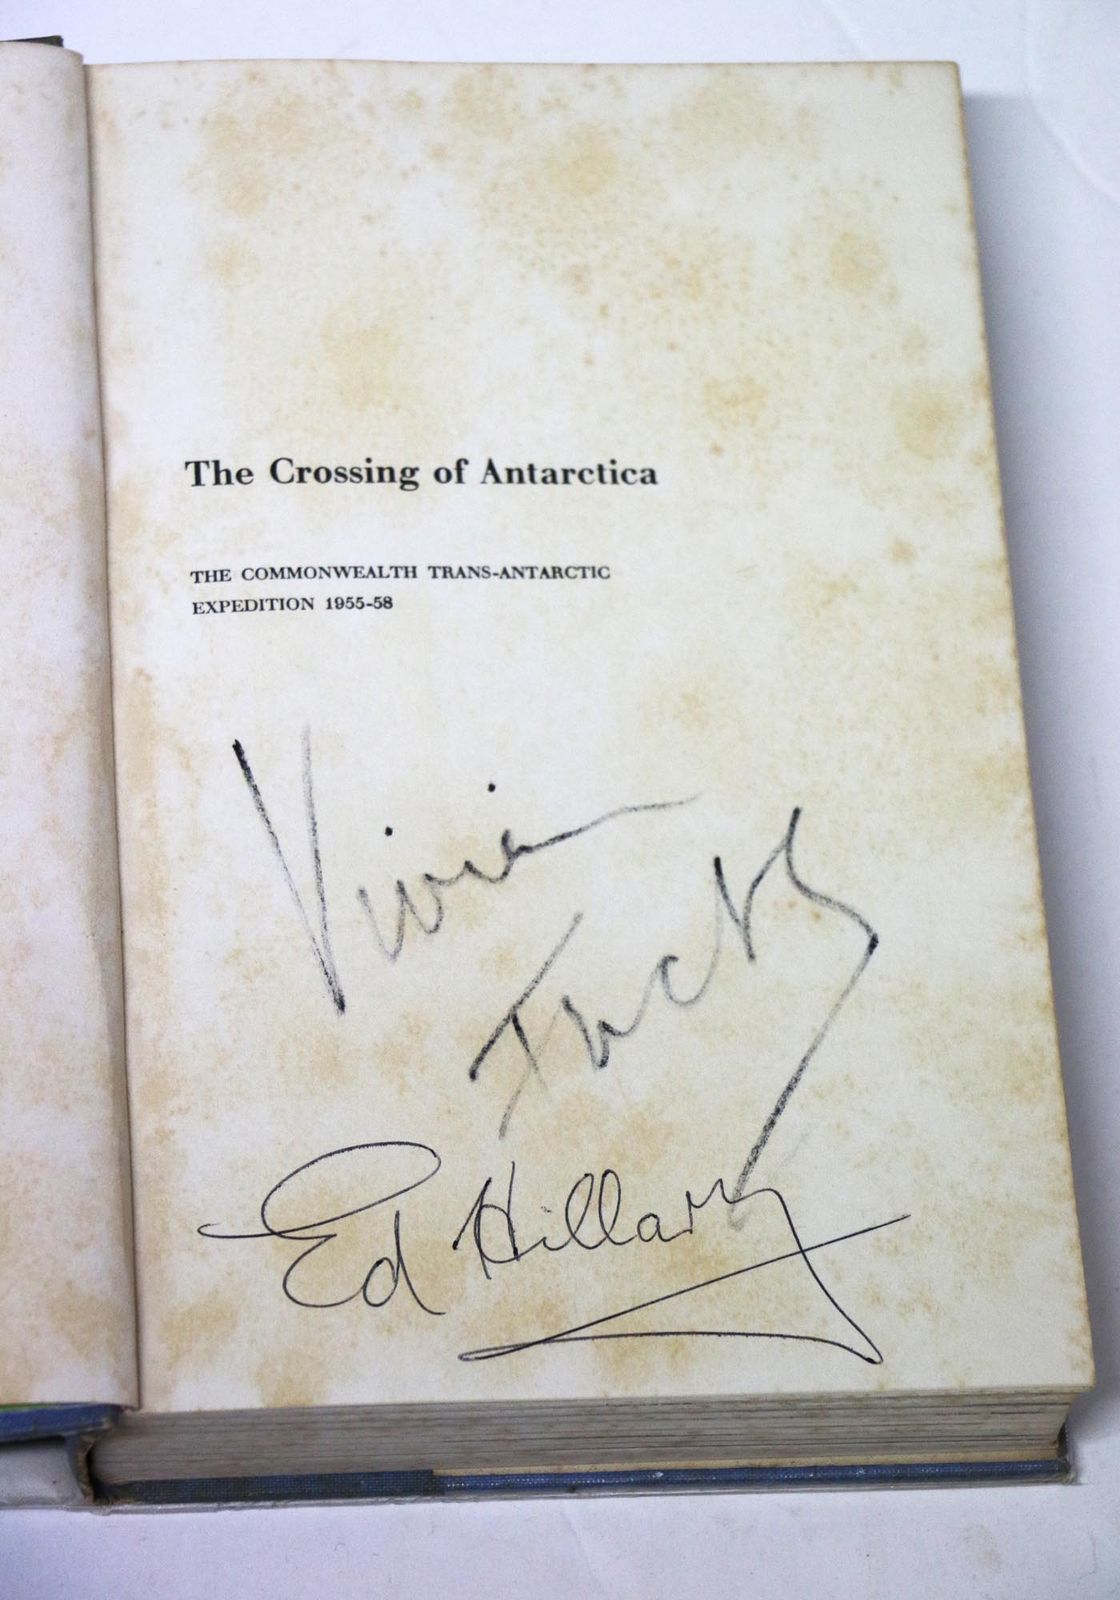 The Crossing of Antarctica
THE COMMONWEALTH TRANS-ANTARCTIC
EXPEDITION 1955-58
Vivian
Fuchs
Ed Hillary